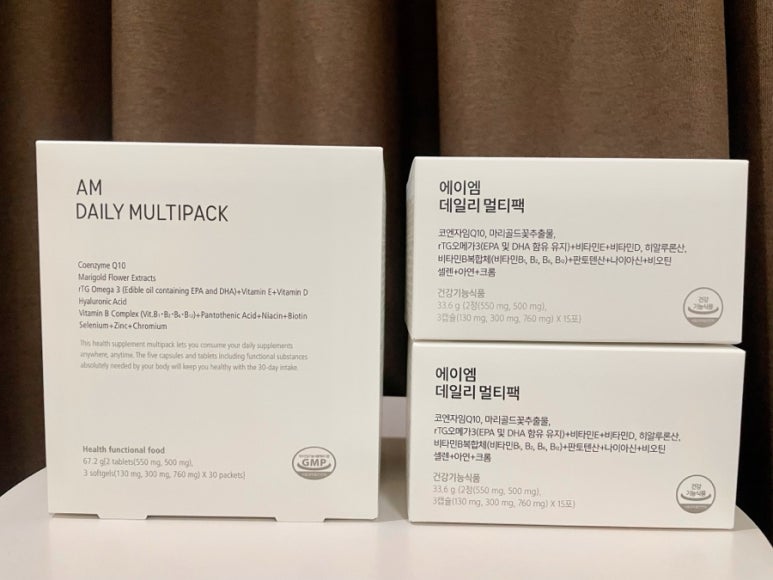 AM
DAILY MULTIPACK
Coenzyme Q10
Marigold Flower Extracts
rTG Omega 3 (Edible oil containing EPA and DHA)+Vitamin E+Vitamin D
Hyaluronic Acid
Vitamin B Complex (Vit.B₁+B₂+B₆+B₁₂)+Pantothenic Acid+Niacin+Biotin
Selenium+Zinc+Chromium
This health supplement multipack lets you consume your daily supplements
anywhere, anytime. The five capsules and tablets including functional substances
absolutely needed by your body will keep you healthy with the 30-day intake.
Health functional food
67.2 g(2 tablets(550 mg, 500 mg),
3 softgels(130 mg, 300 mg, 760 mg) X 30 packets)
GMP
에이엠
데일리 멀티팩
코엔자임Q10, 마리골드꽃추출물,
rTG오메가3(EPA 및 DHA 함유 유지)+비타민E+비타민D, 히알루론산,
비타민B복합체(비타민B₁, B₂, B₆, B₁₂)+판토텐산+나이아신+비오틴
셀렌+아연+크롬
건강기능식품
33.6 g (2정(550 mg, 500 mg),
3캡슐(130 mg, 300 mg, 760 mg) X 15포)
건강
기능식품
에이엠
데일리 멀티팩
코엔자임Q10, 마리골드꽃추출물,
rTG오메가3(EPA 및 DHA 함유 유지)+비타민E+비타민D, 히알루론산,
비타민B복합체(비타민B₁, B₂, B₆, B₁₂)+판토텐산+나이아신+비오틴
셀렌+아연+크롬
건강기능식품
33.6 g (2정(550 mg, 500 mg),
3캡슐(130 mg, 300 mg, 760 mg) X 15포)
건강
기능식품